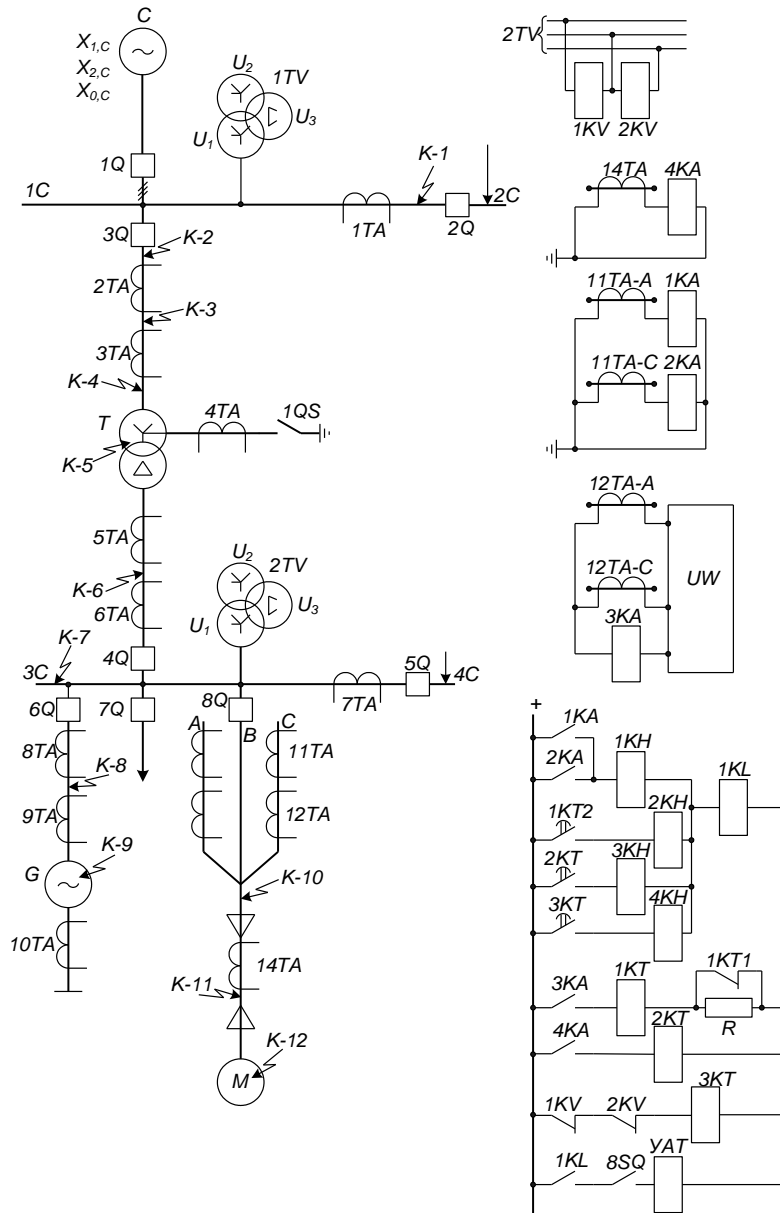 C
X1,C
X2,C
X0,C
U2
1TV
U3
U1
1Q
K-1
1C
2C
1TA
2Q
3Q
K-2
2TA
K-3
3TA
K-4
T
4TA
1QS
K-5
5TA
K-6
6TA
U2
2TV
U3
U1
K-7
4Q
5Q
3C
4C
7TA
6Q
7Q
8Q
A
B
C
8TA
11TA
K-8
9TA
12TA
K-9
G
K-10
10TA
14TA
K-11
K-12
M
2TV
1KV
2KV
14TA
4KA
11TA-A
1KA
11TA-C
2KA
12TA-A
12TA-C
UW
3KA
+
1KA
1KH
2KA
1KL
1KT2
2KH
2KT
3KH
3KT
4KH
1KT1
3KA
1KT
R
4KA
2KT
3KT
1KV
2KV
1KL
8SQ
УАТ